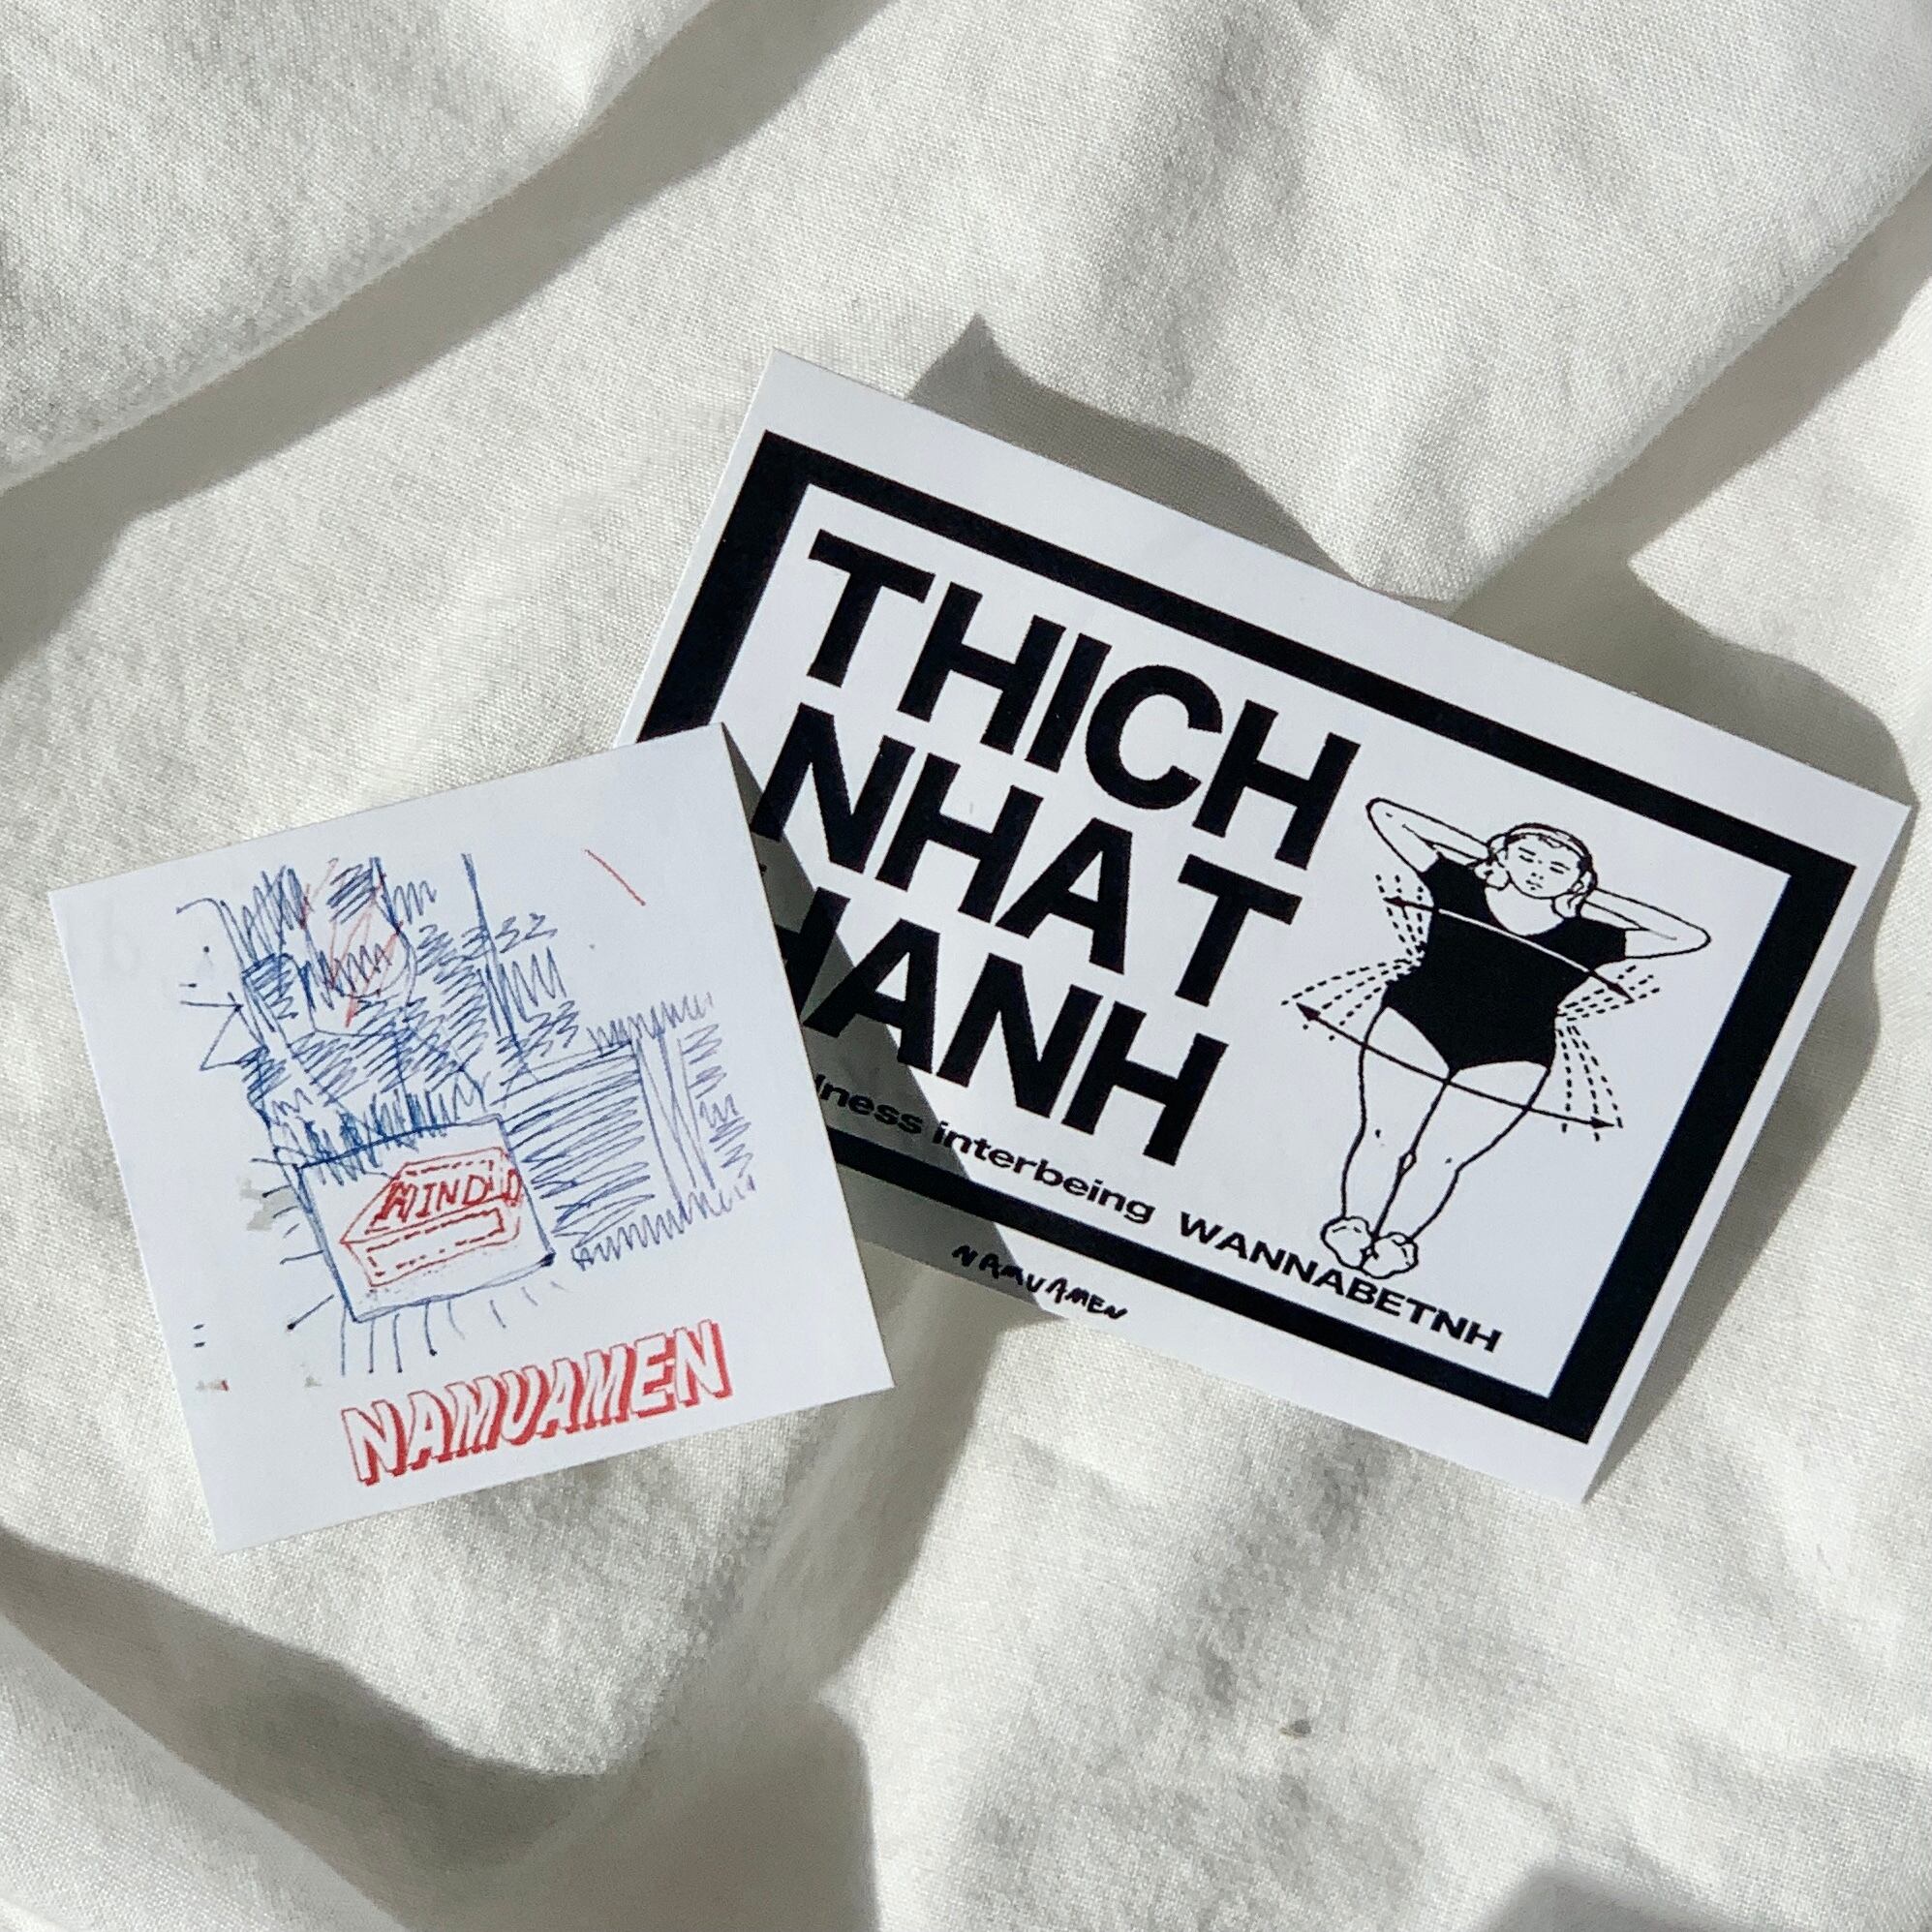 THICH
NHAT
HANH
interbeing WANNABETNH
NAMUAMEN
NAMUAMEN